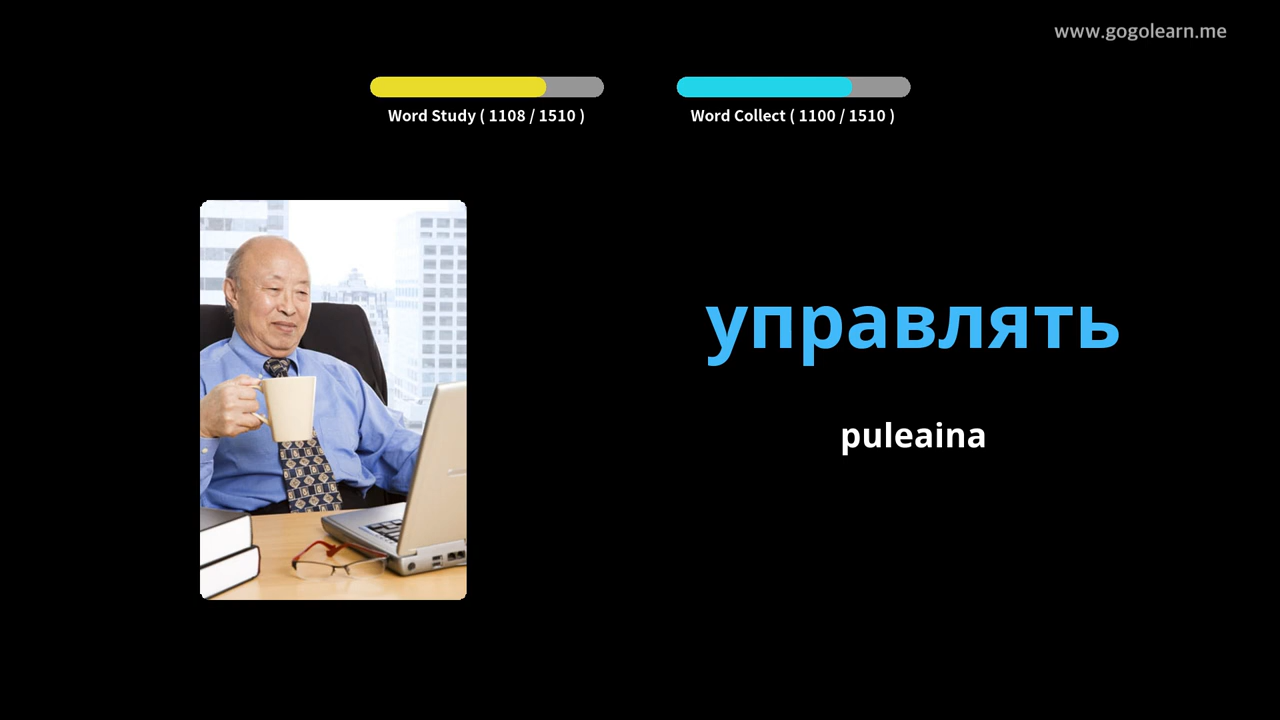 www.gogolearn.me
Word Study ( 1108 / 1510 )
Word Collect ( 1100 / 1510 )
управлять
puleaina